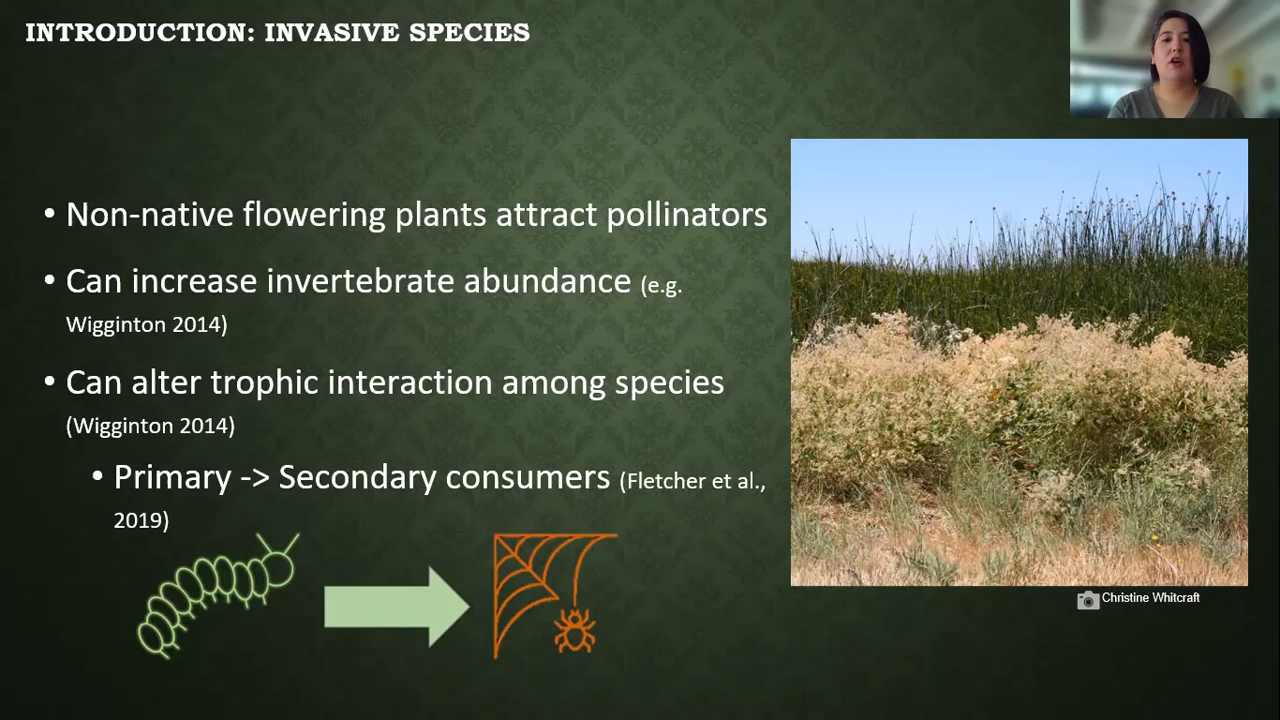 INTRODUCTION: INVASIVE SPECIES
• Non-native flowering plants attract pollinators
• Can increase invertebrate abundance (e.g.
Wigginton 2014)
• Can alter trophic interaction among species
(Wigginton 2014)
• Primary -> Secondary consumers (Fletcher et al.,
2019)
Christine Whitcraft